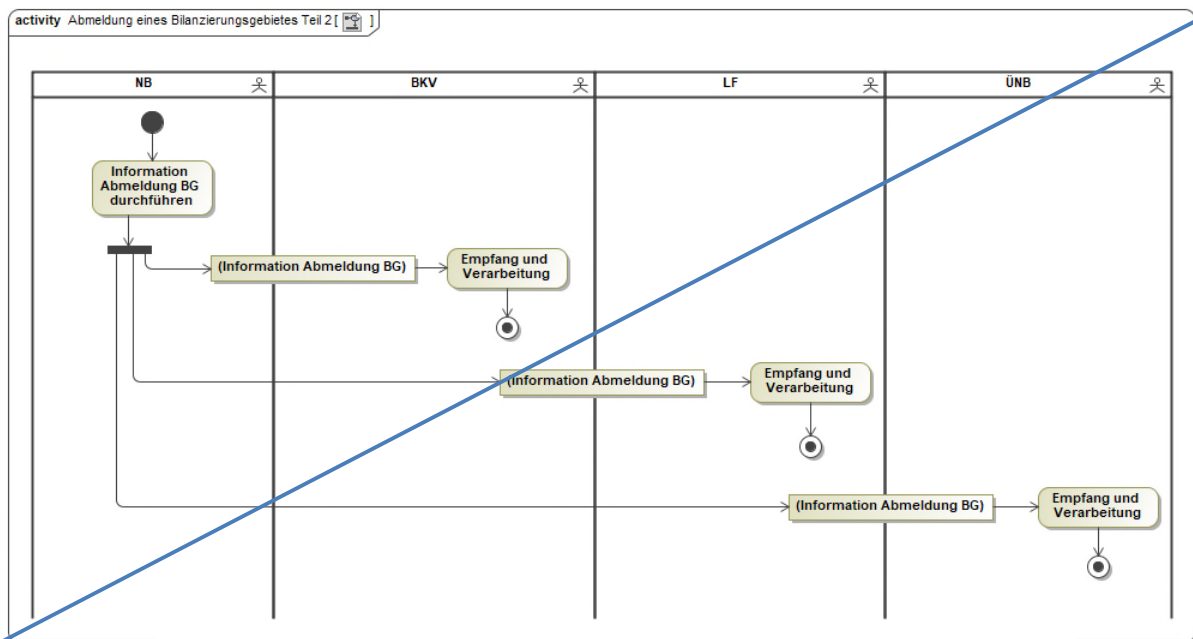 activity Abmeldung eines Bilanzierungsgebietes Teil 2 [ ]
NB
BKV
LF
ÜNB
Information
Abmeldung BG
durchführen
(Information Abmeldung BG)
Empfang und
Verarbeitung
(Information Abmeldung BG)
Empfang und
Verarbeitung
(Information Abmeldung BG)
Empfang und
Verarbeitung